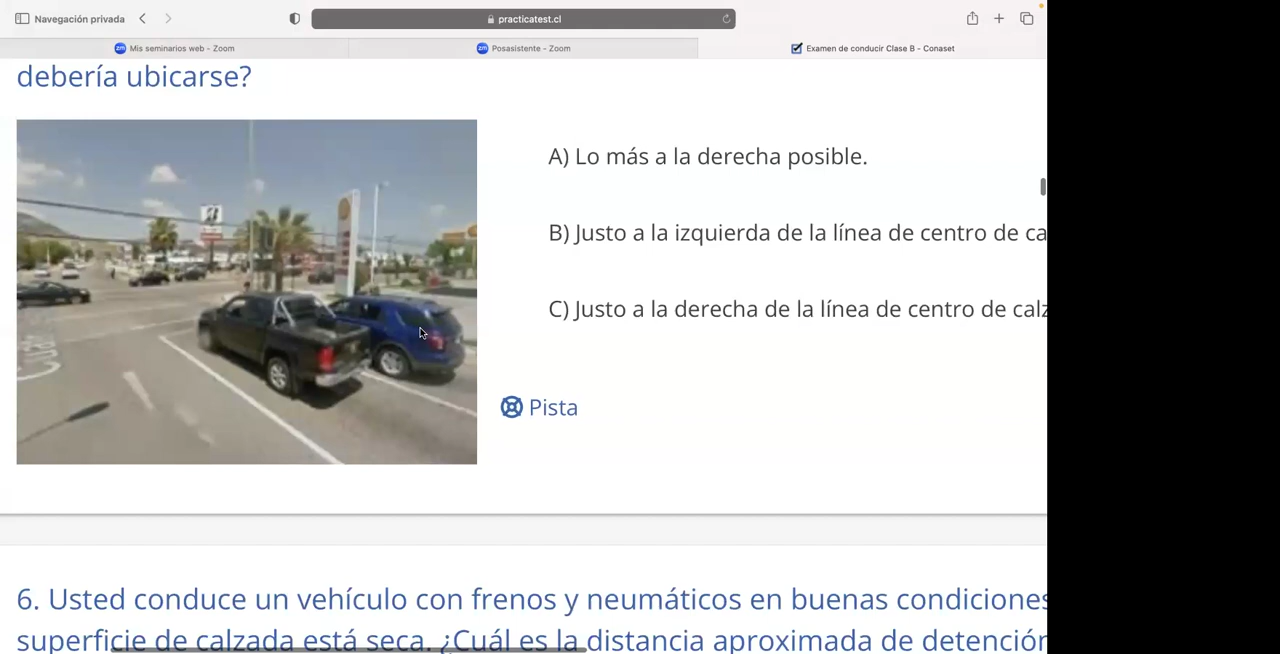 Navegación privada
practicatest.cl
Mis seminarios web - Zoom
Posasistente - Zoom
Examen de conducir Clase B - Conaset
debería ubicarse?
A) Lo más a la derecha posible.
B) Justo a la izquierda de la línea de centro de ca
C) Justo a la derecha de la línea de centro de calz
Pista
6. Usted conduce un vehículo con frenos y neumáticos en buenas condiciones
superficie de calzada está seca. ¿Cuál es la distancia aproximada de detención